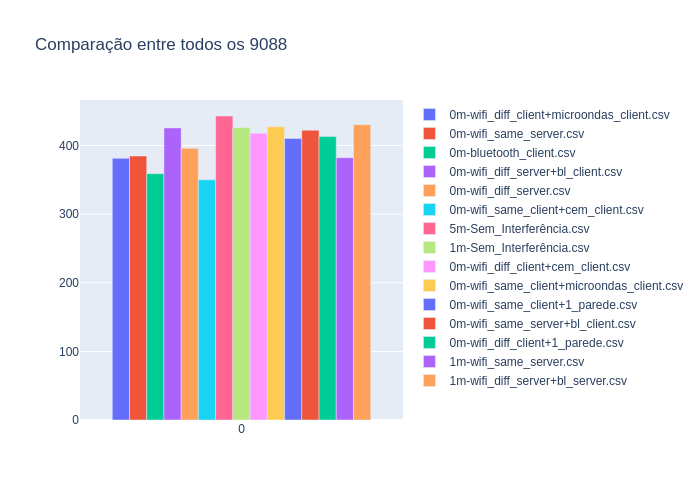 Comparação entre todos os 9088
400
300
200
100
0
0
0m-wifi_diff_client+microondas_client.csv
0m-wifi_same_server.csv
0m-bluetooth_client.csv
0m-wifi_diff_server+bl_client.csv
0m-wifi_diff_server.csv
0m-wifi_same_client+cem_client.csv
5m-Sem_Interferência.csv
1m-Sem_Interferência.csv
0m-wifi_diff_client+cem_client.csv
0m-wifi_same_client+microondas_client.csv
0m-wifi_same_client+1_parede.csv
0m-wifi_same_server+bl_client.csv
0m-wifi_diff_client+1_parede.csv
1m-wifi_same_server.csv
1m-wifi_diff_server+bl_server.csv